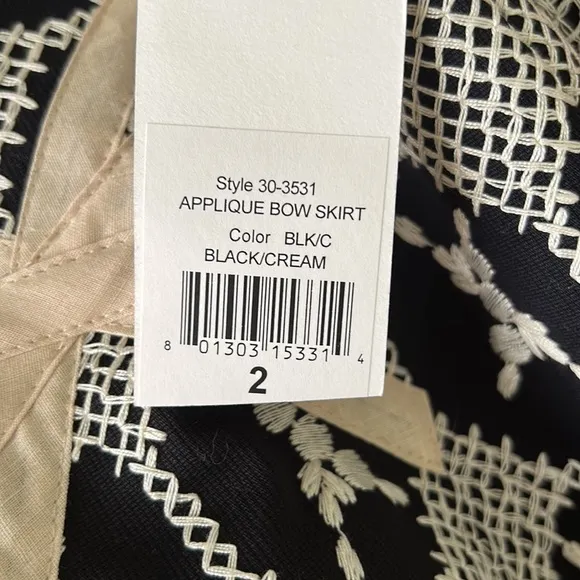 Style 30-3531
APPLIQUE BOW SKIRT
Color BLK/C
BLACK/CREAM
8 01303 15331 4
2